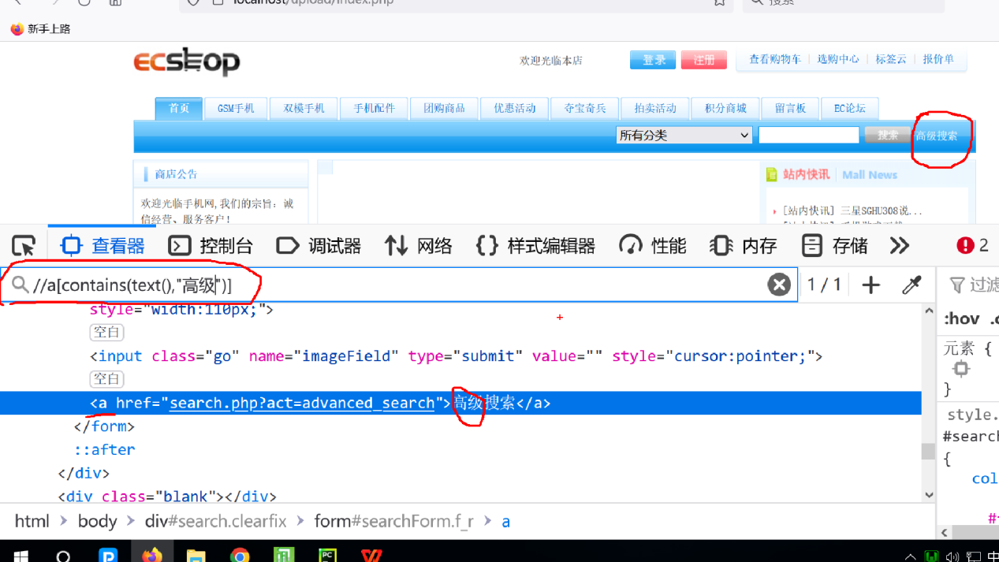 localhost/upload/index.php
搜索
新手上路
ecshop
欢迎光临本店
登录
注册
查看购物车
选购中心
标签云
报价单
首页
GSM手机
双模手机
手机配件
团购商品
优惠活动
夺宝奇兵
拍卖活动
积分商城
留言板
EC论坛
所有分类
搜索
高级搜索
商店公告
站内快讯
Mall News
欢迎光临手机网,我们的宗旨：诚
信经营、服务客户！
[站内快讯] 三星SGHU308说...
查看器
控制台
调试器
网络
样式编辑器
性能
内存
存储
2
//a[contains(text(),"高级")]
1 / 1
过滤
style="width:110px;">
:hov .c
空白
<input class="go" name="imageField" type="submit" value="" style="cursor:pointer;">
元素 {
空白
}
<a href="search.php?act=advanced_search">高级搜索</a>
style.
</form>
#search
::after
{
</div>
col
<div class="blank"></div>
html
body
div#search.clearfix
form#searchForm.f_r
a
中